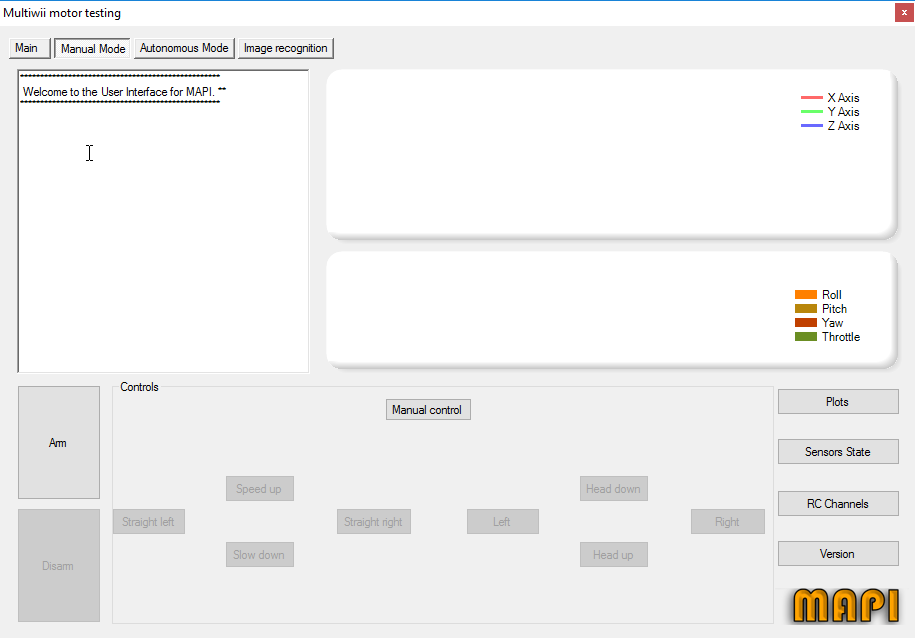 Multiwii motor testing
x
Main
Manual Mode
Autonomous Mode
Image recognition
****************************************************
Welcome to the User Interface for MAPI. **
****************************************************
X Axis
Y Axis
Z Axis
Roll
Pitch
Yaw
Throttle
Controls
Manual control
Arm
Disarm
Speed up
Straight left
Straight right
Slow down
Head down
Left
Right
Head up
Plots
Sensors State
RC Channels
Version
MAPI